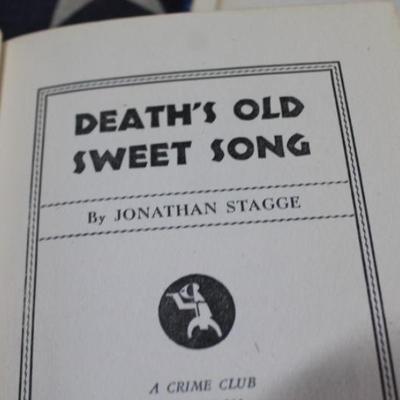 DEATH'S OLD
SWEET SONG
By JONATHAN STAGGE
A CRIME CLUB